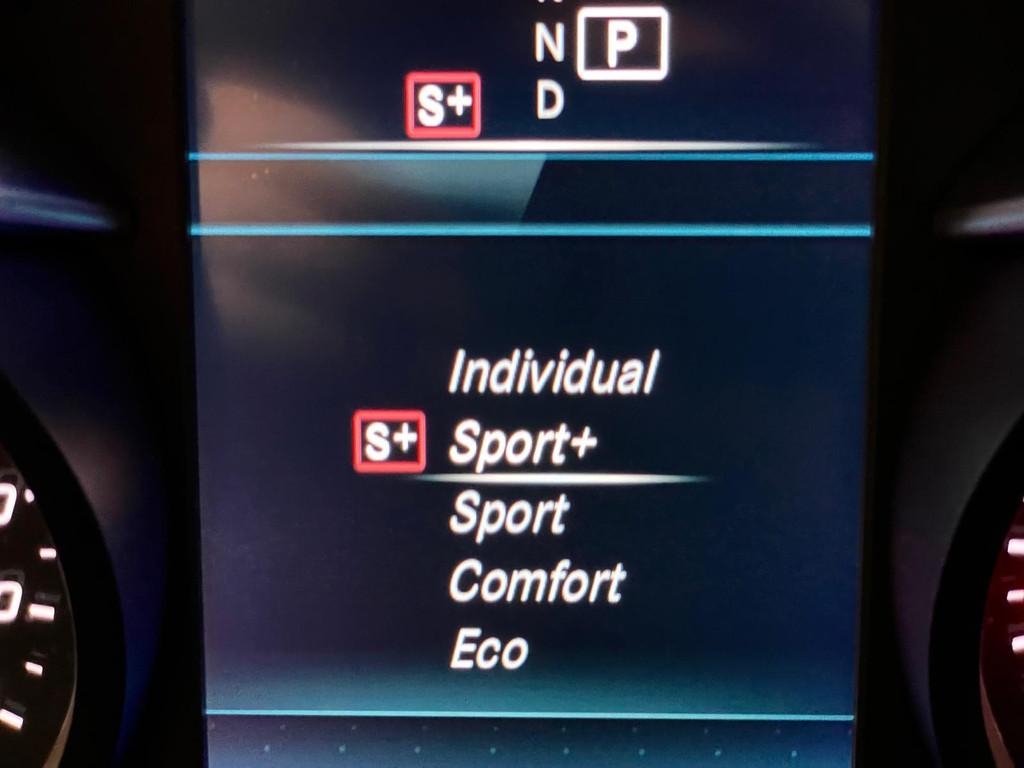 N P
S+ D
Individual
S+ Sport+
Sport
Comfort
Eco